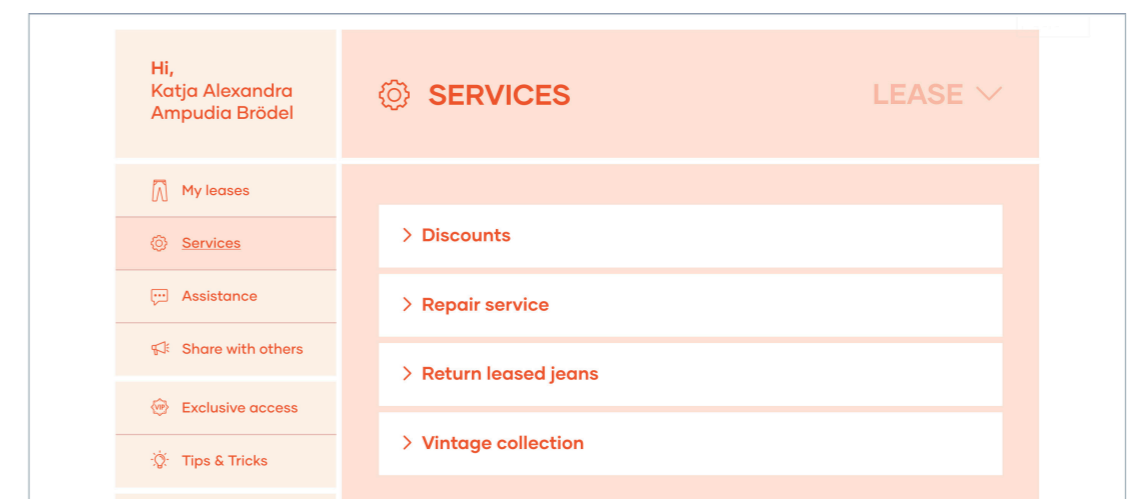 Hi,
Katja Alexandra
Ampudia Brödel
SERVICES
LEASE
My leases
Services
Assistance
Share with others
VIP
Exclusive access
Tips & Tricks
Discounts
Repair service
Return leased jeans
Vintage collection